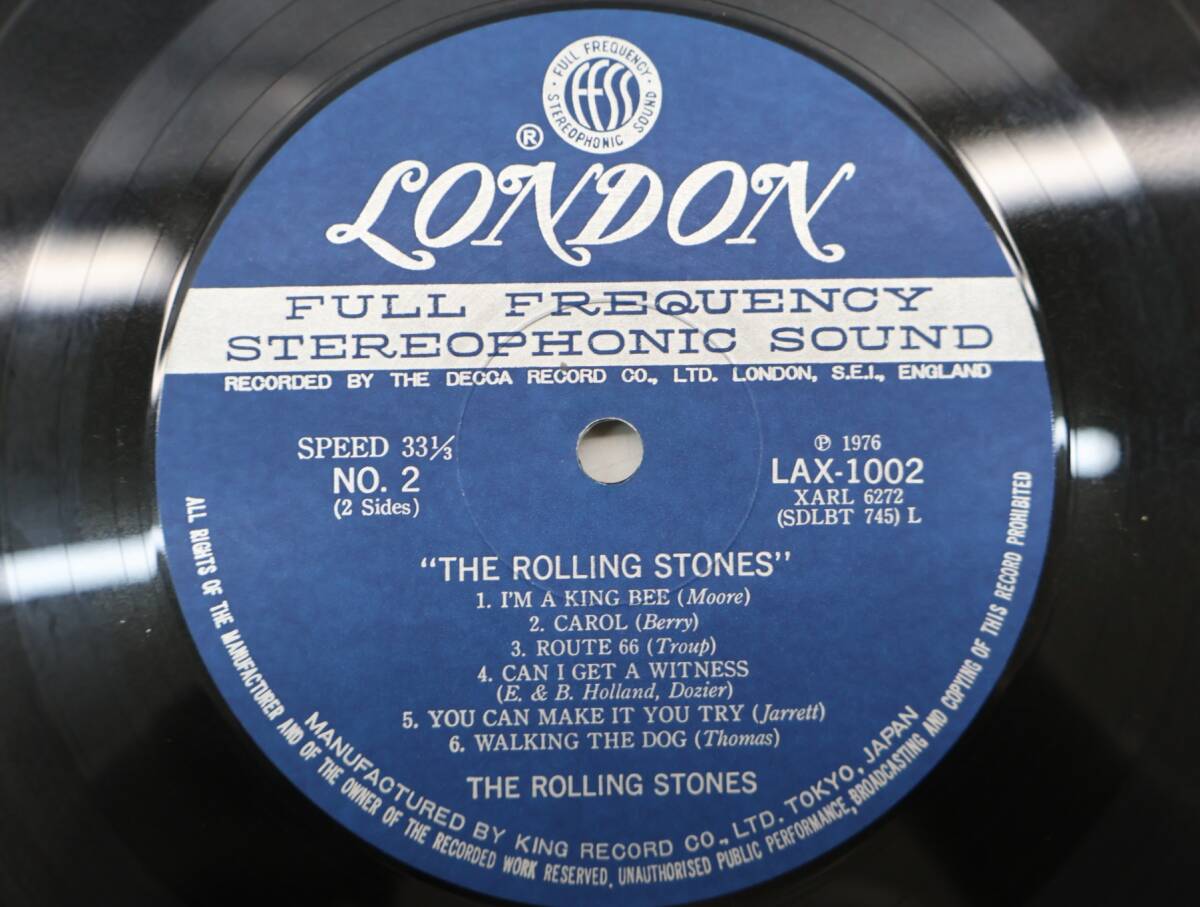 FULL FREQUENCY
STEREOPHONIC SOUND
FFSS
®
LONDON
FULL FREQUENCY
STEREOPHONIC SOUND
RECORDED BY THE DECCA RECORD CO., LTD. LONDON, S.E.I., ENGLAND
SPEED 33⅓
NO. 2
(2 Sides)
℗ 1976
LAX-1002
XARL 6272
(SDLBT 745) L
"THE ROLLING STONES"
1. I'M A KING BEE (Moore)
2. CAROL (Berry)
3. ROUTE 66 (Troup)
4. CAN I GET A WITNESS
(E. & B. Holland, Dozier)
5. YOU CAN MAKE IT YOU TRY (Jarrett)
6. WALKING THE DOG (Thomas)
THE ROLLING STONES
MANUFACTURED BY KING RECORD CO., LTD. TOKYO, JAPAN
ALL RIGHTS OF THE MANUFACTURER AND OF THE OWNER OF THE RECORDED WORK RESERVED, UNAUTHORISED PUBLIC PERFORMANCE, BROADCASTING AND COPYING OF THIS RECORD PROHIBITED